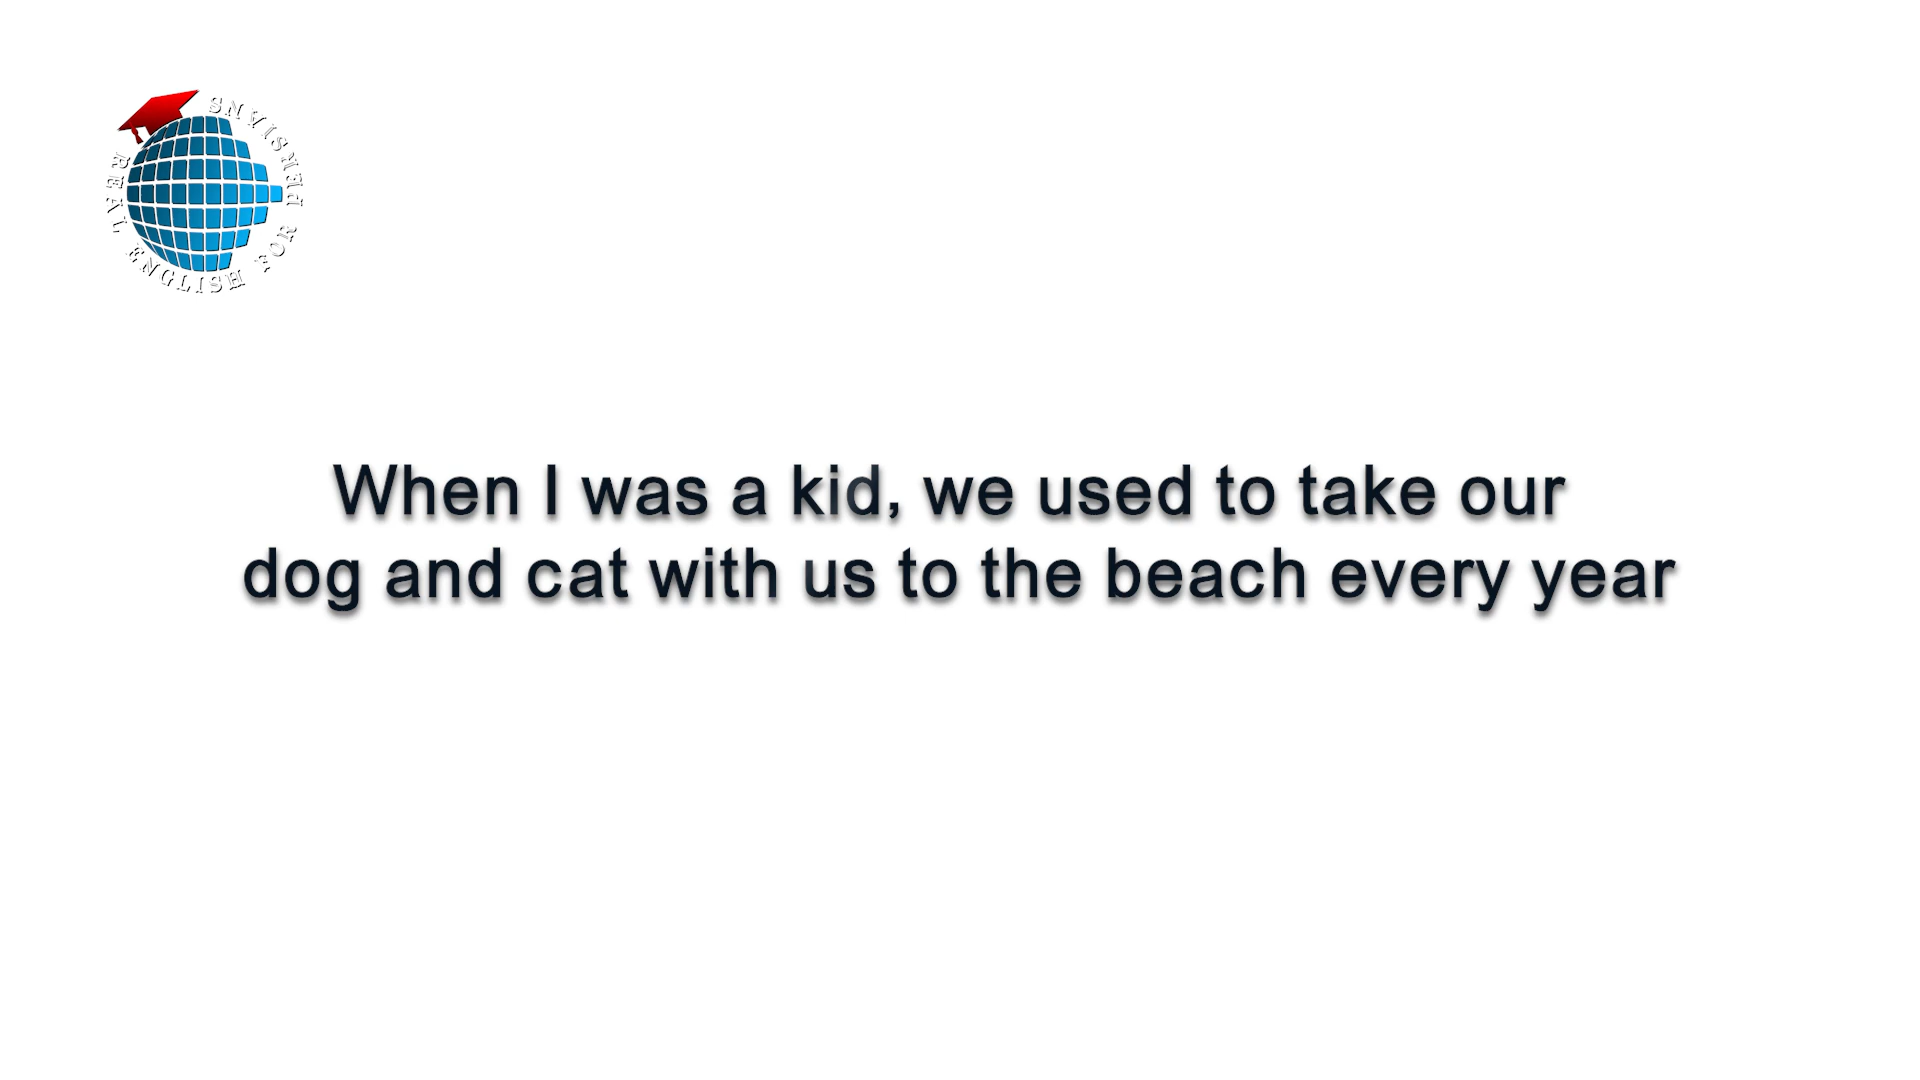 REAL ENGLISH FOR PERSIANS
When I was a kid, we used to take our
dog and cat with us to the beach every year